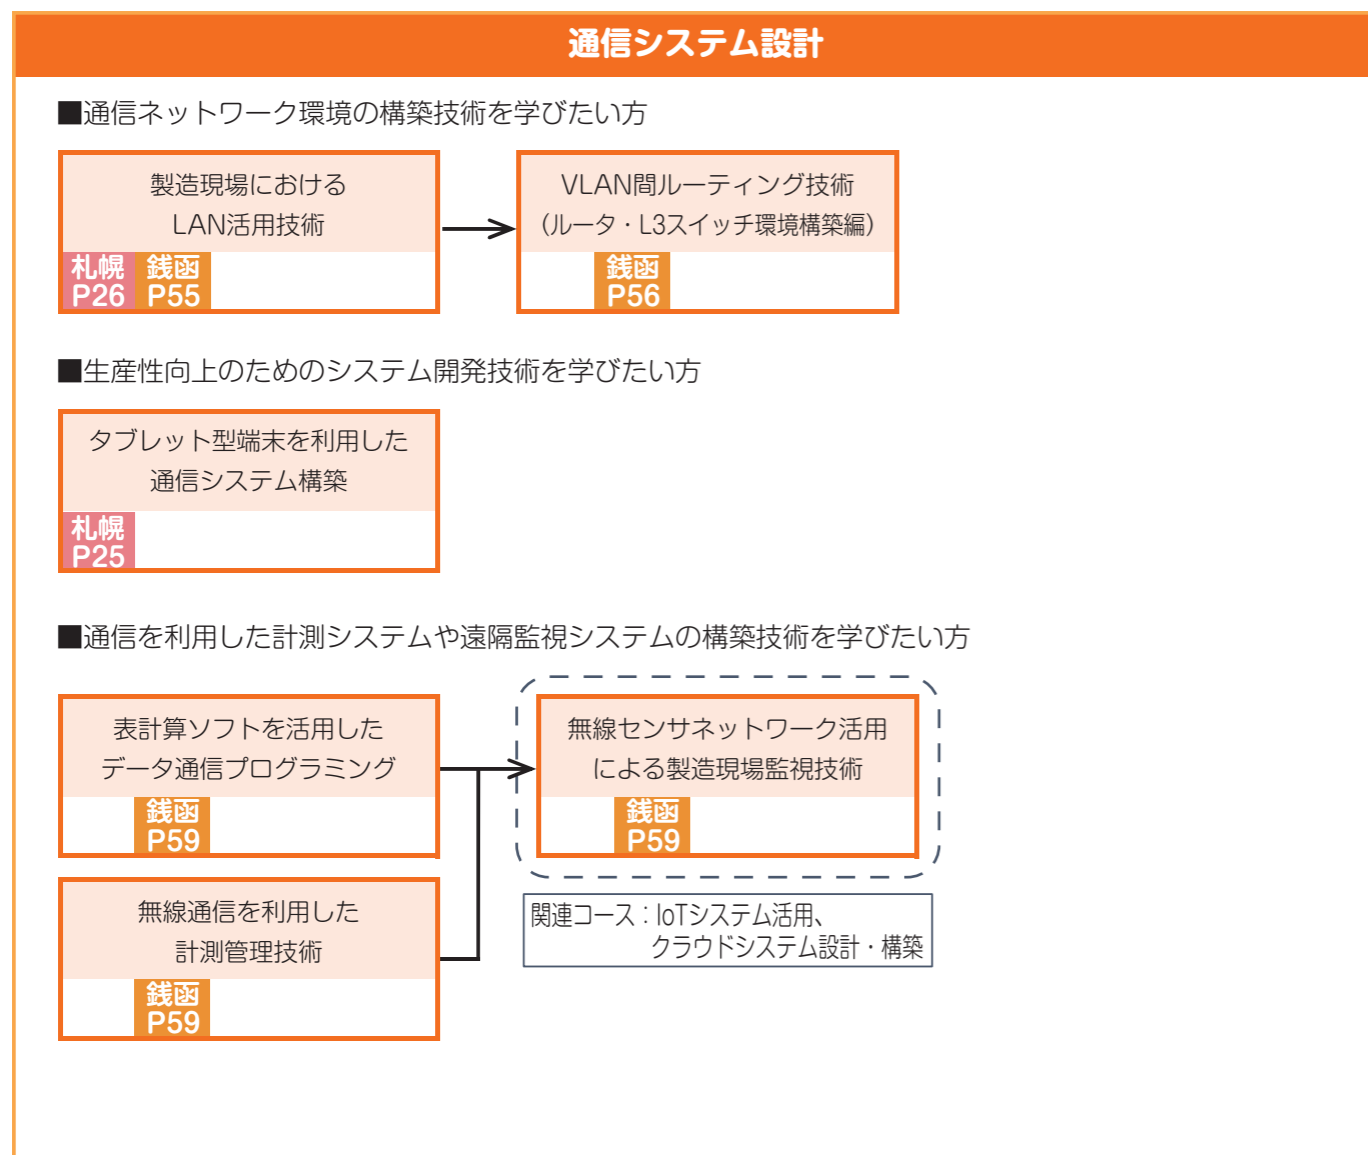 通信システム設計
■通信ネットワーク環境の構築技術を学びたい方
製造現場における
LAN活用技術
札幌
P26
銭函
P55
VLAN間ルーティング技術
（ルータ・L3スイッチ環境構築編）
銭函
P56
■生産性向上のためのシステム開発技術を学びたい方
タブレット型端末を利用した
通信システム構築
札幌
P25
■通信を利用した計測システムや遠隔監視システムの構築技術を学びたい方
表計算ソフトを活用した
データ通信プログラミング
銭函
P59
無線センサネットワーク活用
による製造現場監視技術
銭函
P59
無線通信を利用した
計測管理技術
銭函
P59
関連コース：IoTシステム活用、
クラウドシステム設計・構築